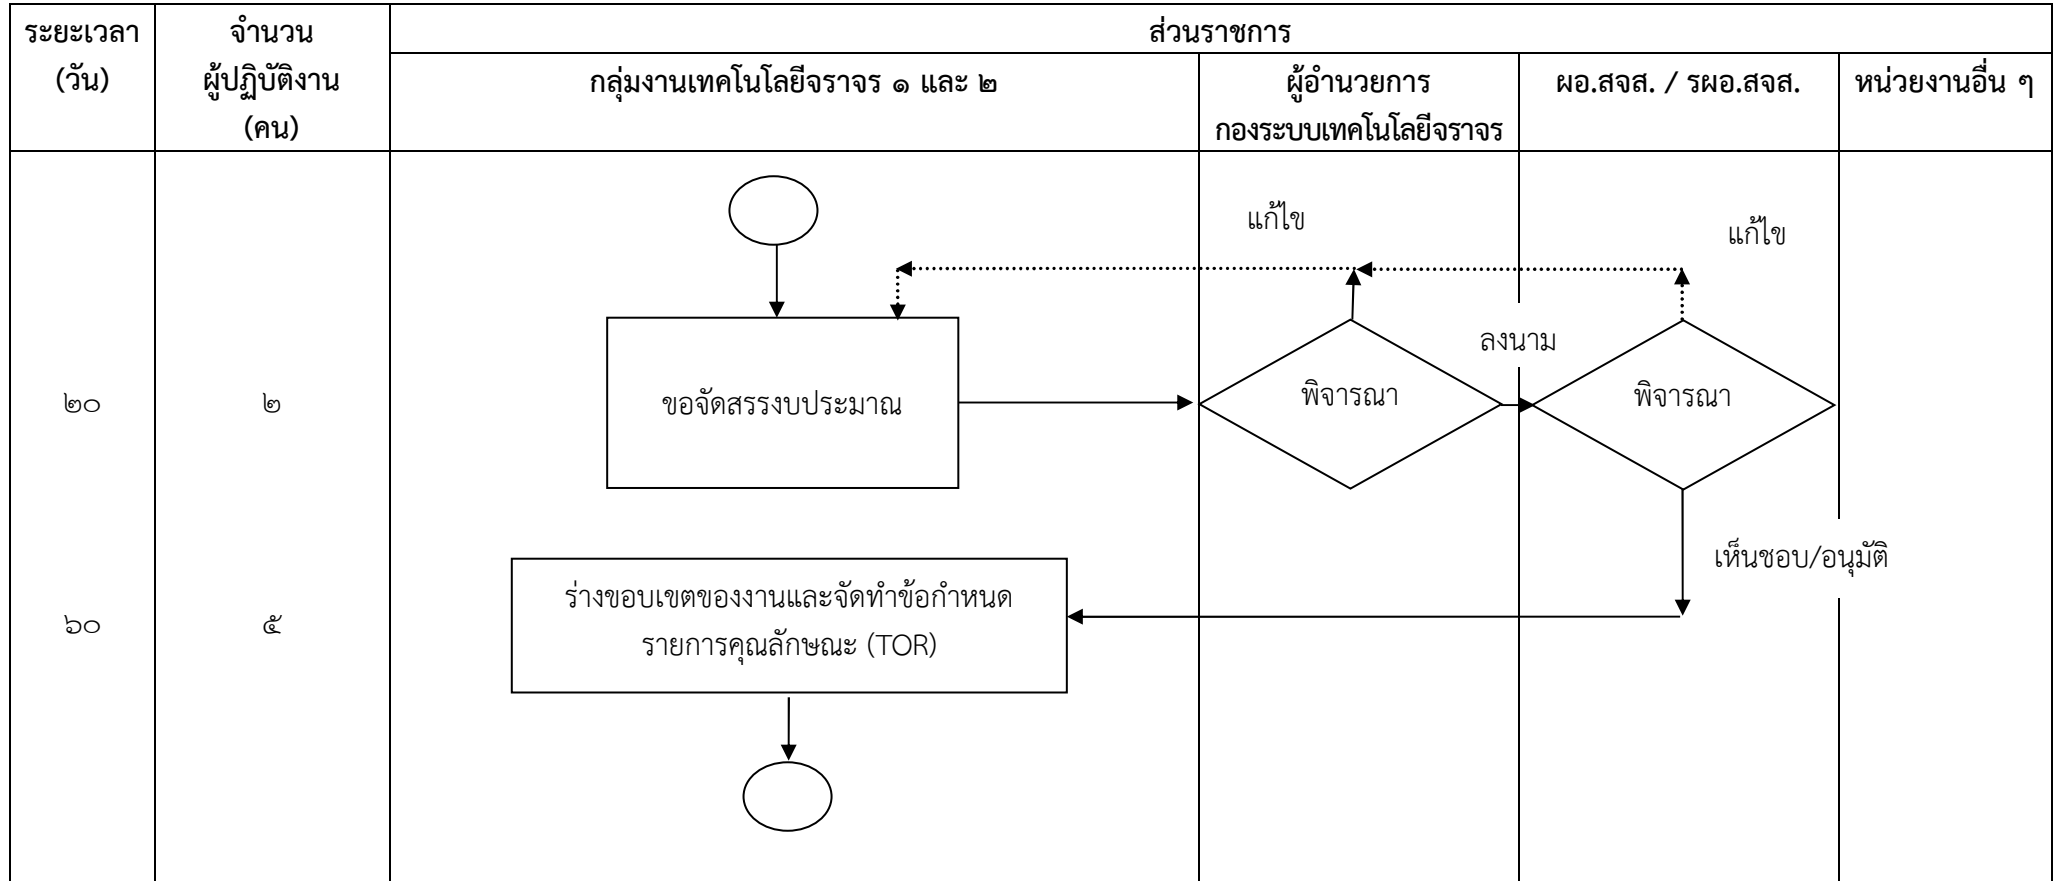 ระยะเวลา
(วัน)
จำนวน
ผู้ปฏิบัติงาน
(คน)
ส่วนราชการ
กลุ่มงานเทคโนโลยีจราจร ๑ และ ๒
ผู้อำนวยการ
กองระบบเทคโนโลยีจราจร
ผอ.สจส. / รผอ.สจส.
หน่วยงานอื่น ๆ
แก้ไข
แก้ไข
ลงนาม
๒๐
๒
ขอจัดสรรงบประมาณ
พิจารณา
พิจารณา
เห็นชอบ/อนุมัติ
๖๐
๕
ร่างขอบเขตของงานและจัดทำข้อกำหนด
รายการคุณลักษณะ (TOR)